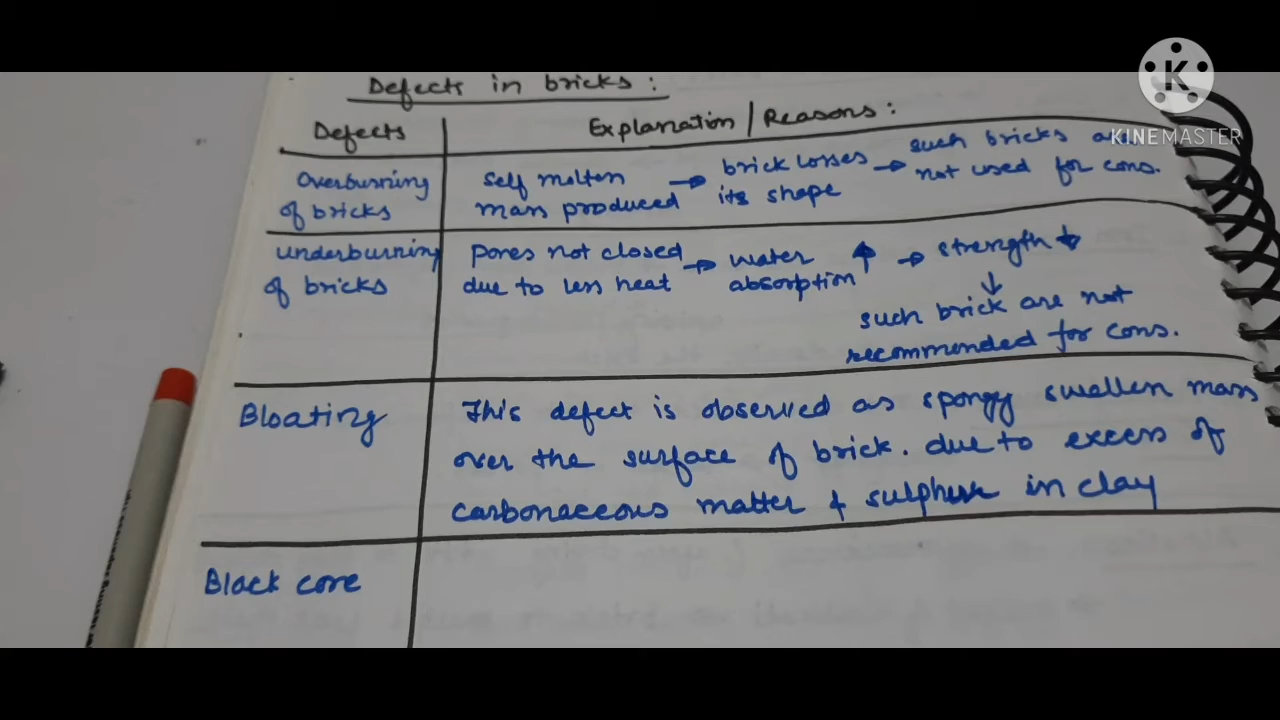 Defects in bricks :
Defects
Explanation / Reasons :
Overburning of bricks
self molten mass produced → brick losses its shape → such bricks are not used for cons.
Underburning of bricks
pores not closed due to less heat → water absorption ↑ → strength ↓
↓
such brick are not recommended for cons.
Bloating
This defect is observed as spongy swollen mass
over the surface of brick. due to excess of
carbonaceous matter & sulphur in clay
Black core
K
KINEMASTER